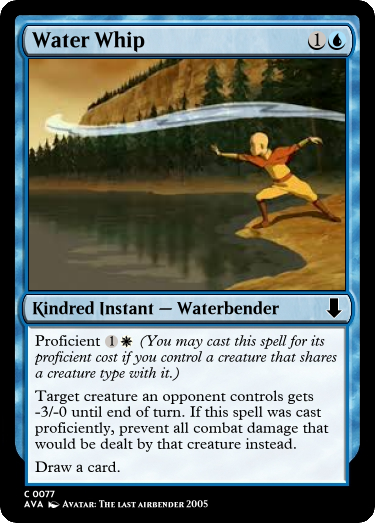 Water Whip 1
Kindred Instant — Waterbender
Proficient 1 (You may cast this spell for its
proficient cost if you control a creature that shares
a creature type with it.)
Target creature an opponent controls gets
-3/-0 until end of turn. If this spell was cast
proficiently, prevent all combat damage that
would be dealt by that creature instead.
Draw a card.
C 0077
AVA Avatar: The last airbender 2005